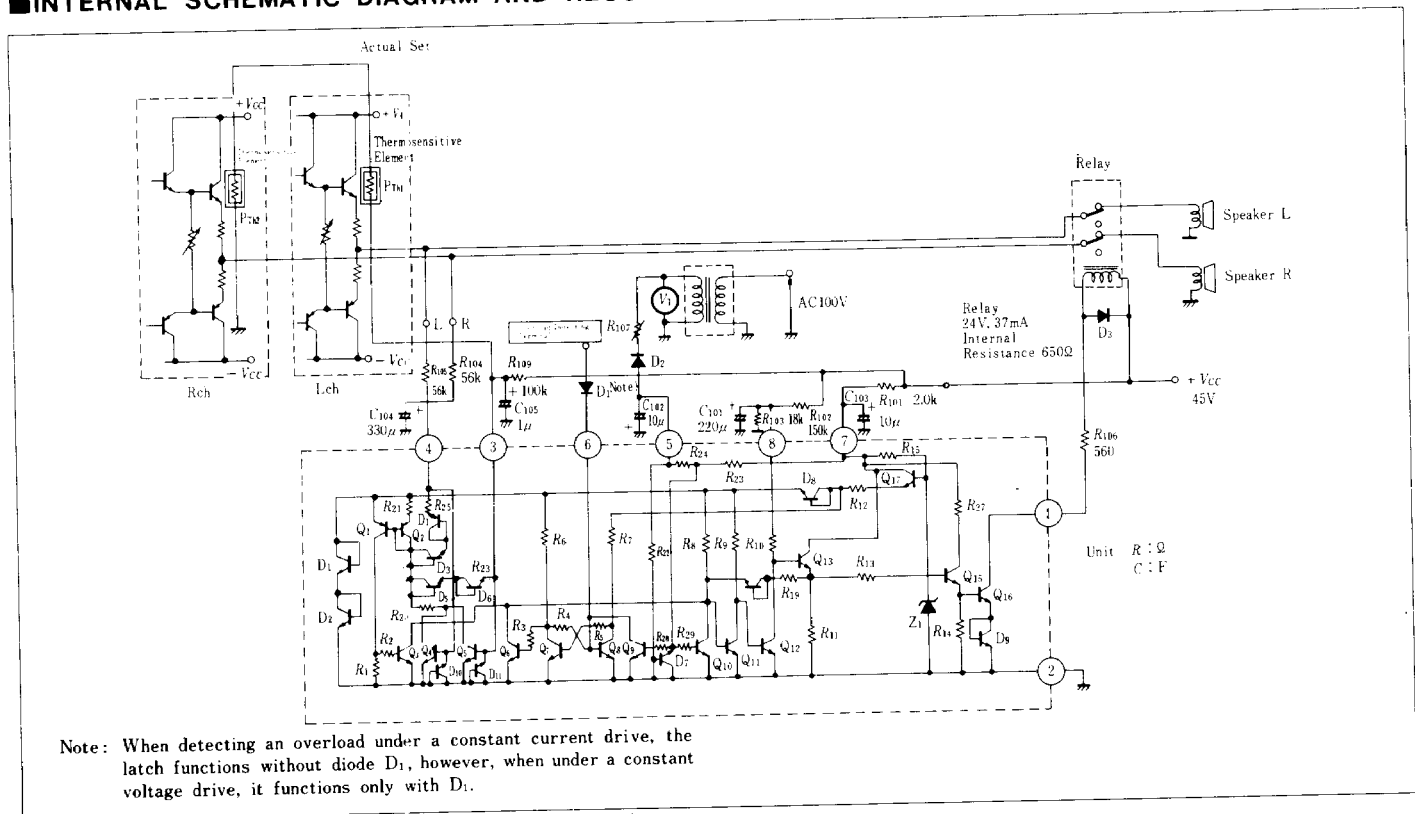 ■INTERNAL SCHEMATIC DIAGRAM AND
Actual Set
+Vcc
+V
Thermosensitive
Element
PTh1
PTh2
Relay
Speaker L
Speaker R
V1
AC100V
L
R
R107
D2
Relay
24V, 37mA
Internal
Resistance 650Ω
D3
-Vcc
-Vcc
Rch
Lch
R105
56k
R104
56k
R109
100k
C105
1μ
D1
Note
C102
10μ
R103
18k
R102
150k
C103
10μ
R101
2.0k
+Vcc
45V
C104
330μ
220μ
R106
560
4
3
6
5
8
7
R24
R23
R15
D8
R12
Q17
R27
1
R21
R25
D1
Q1
Q2
D3
R23
D5
D6
R6
R7
R8
R9
R10
Q13
R13
Q15
Q16
Unit R : Ω
C : F
D1
D2
R19
Z1
R14
D9
R2
R3
R4
R5
R28
R29
R11
R1
Q3
Q4
Q5
Q6
Q7
Q8
Q9
D7
Q10
Q11
Q12
D10
D11
2
Note: When detecting an overload under a constant current drive, the
latch functions without diode D1, however, when under a constant
voltage drive, it functions only with D1.